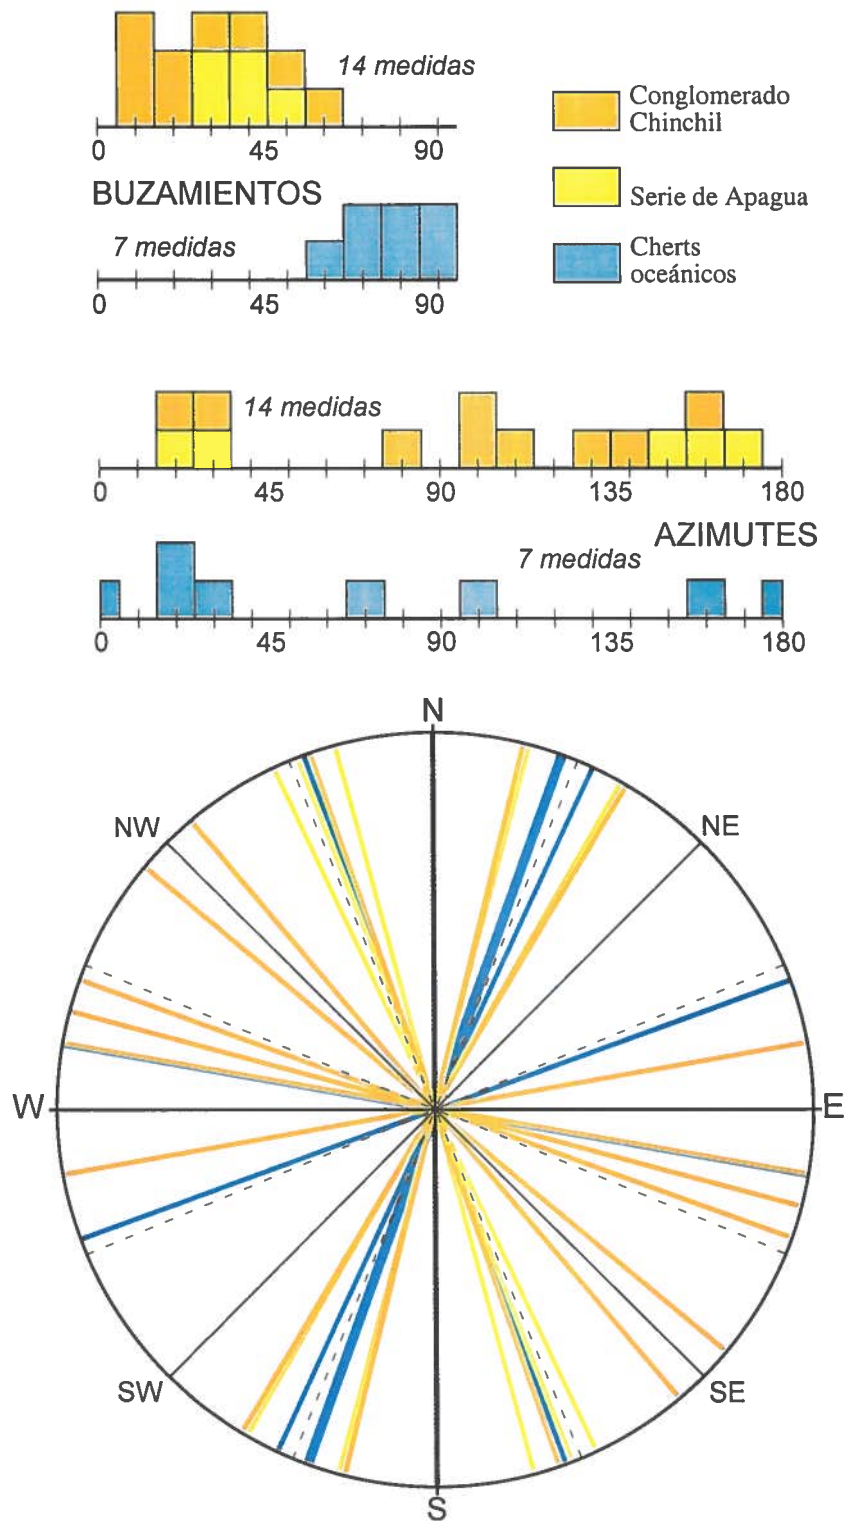 14 medidas
0 45 90
BUZAMIENTOS
7 medidas
0 45 90
Conglomerado
Chinchil
Serie de Apagua
Cherts
oceánicos
14 medidas
0 45 90 135 180
AZIMUTES
7 medidas
0 45 90 135 180
N
NW
NE
W
E
SW
SE
S